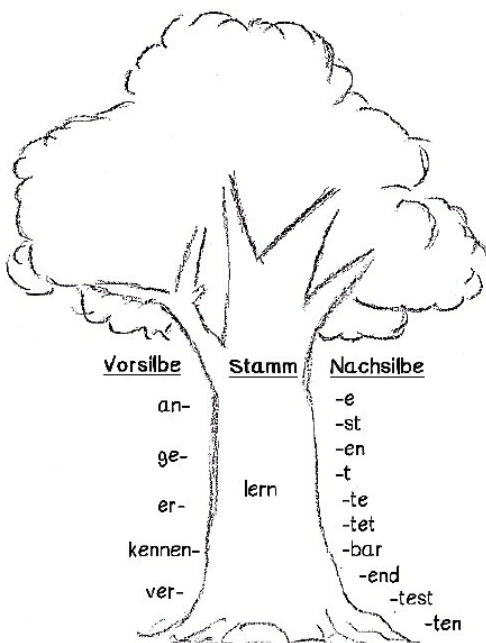 Vorsilbe Stamm Nachsilbe
an-
ge-
er-
kennen-
ver-
lern
-e
-st
-en
-t
-te
-tet
-bar
-end
-test
-ten